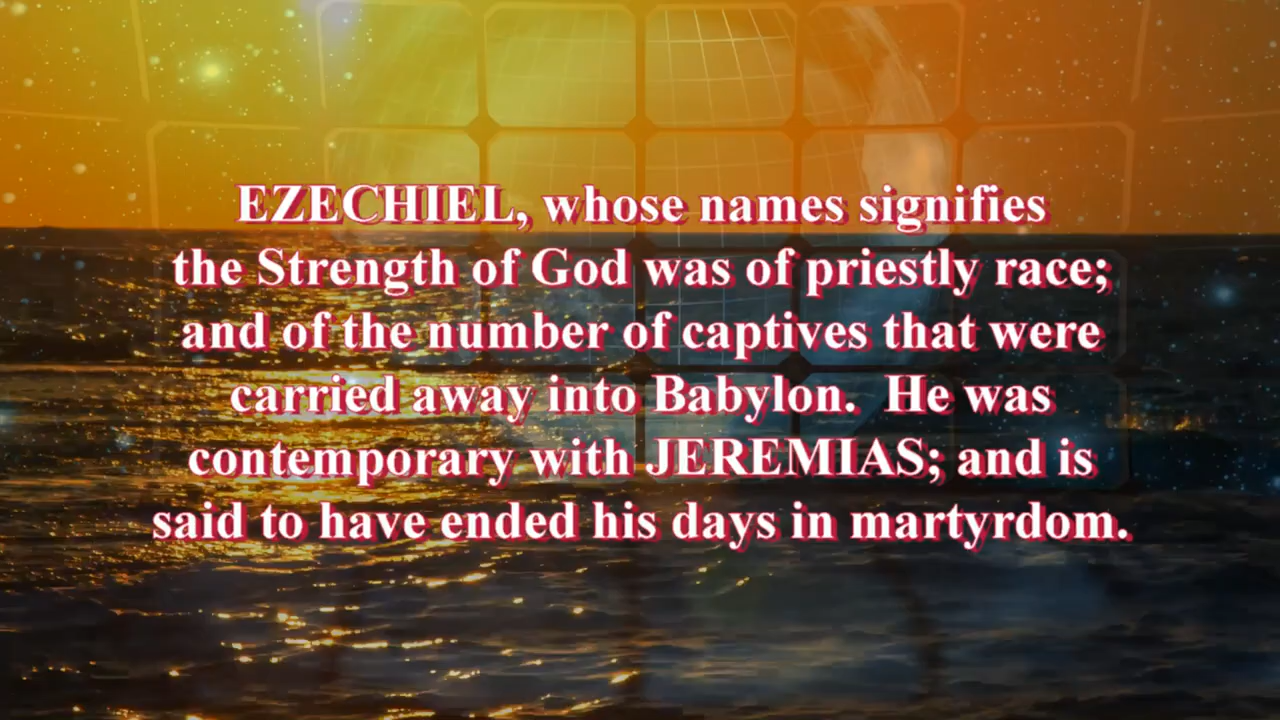 EZECHIEL, whose names signifies
the Strength of God was of priestly race;
and of the number of captives that were
carried away into Babylon.  He was
contemporary with JEREMIAS; and is
said to have ended his days in martyrdom.